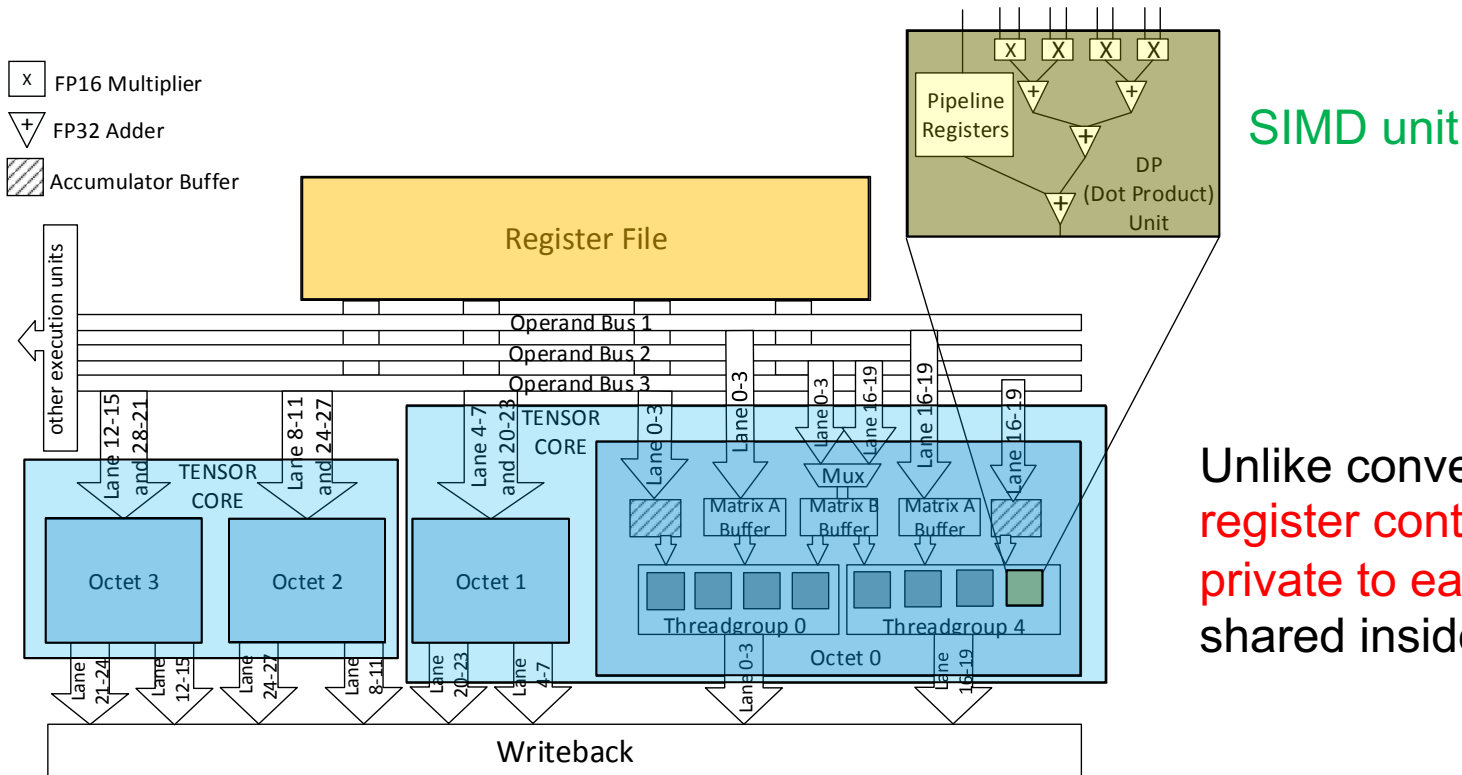 X FP16 Multiplier
+ FP32 Adder
Accumulator Buffer
X X X X
+ +
+
+
Pipeline
Registers
DP
(Dot Product)
Unit
SIMD unit
Register File
other execution units
Operand Bus 1
Operand Bus 2
Operand Bus 3
Lane 12-15
and 28-21
Lane 8-11
and 24-27
Lane 4-7
and 20-23
Lane 0-3
Lane 0-3
Lane 0-3
Lane 16-19
Lane 16-19
Lane 16-19
TENSOR
CORE
TENSOR
CORE
Mux
Matrix A
Buffer
Matrix B
Buffer
Matrix A
Buffer
Octet 3
Octet 2
Octet 1
Threadgroup 0
Threadgroup 4
Octet 0
Lane
21-24
Lane
12-15
Lane
24-27
Lane
8-11
Lane
20-23
Lane
4-7
Lane 0-3
Lane
16-19
Writeback
Unlike conve
register cont
private to ea
shared inside